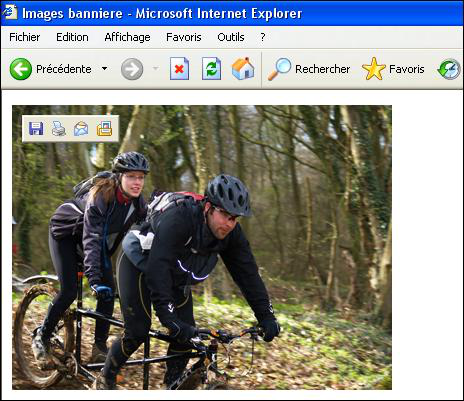 Images banniere - Microsoft Internet Explorer
Fichier Edition Affichage Favoris Outils ?
Précédente Rechercher Favoris